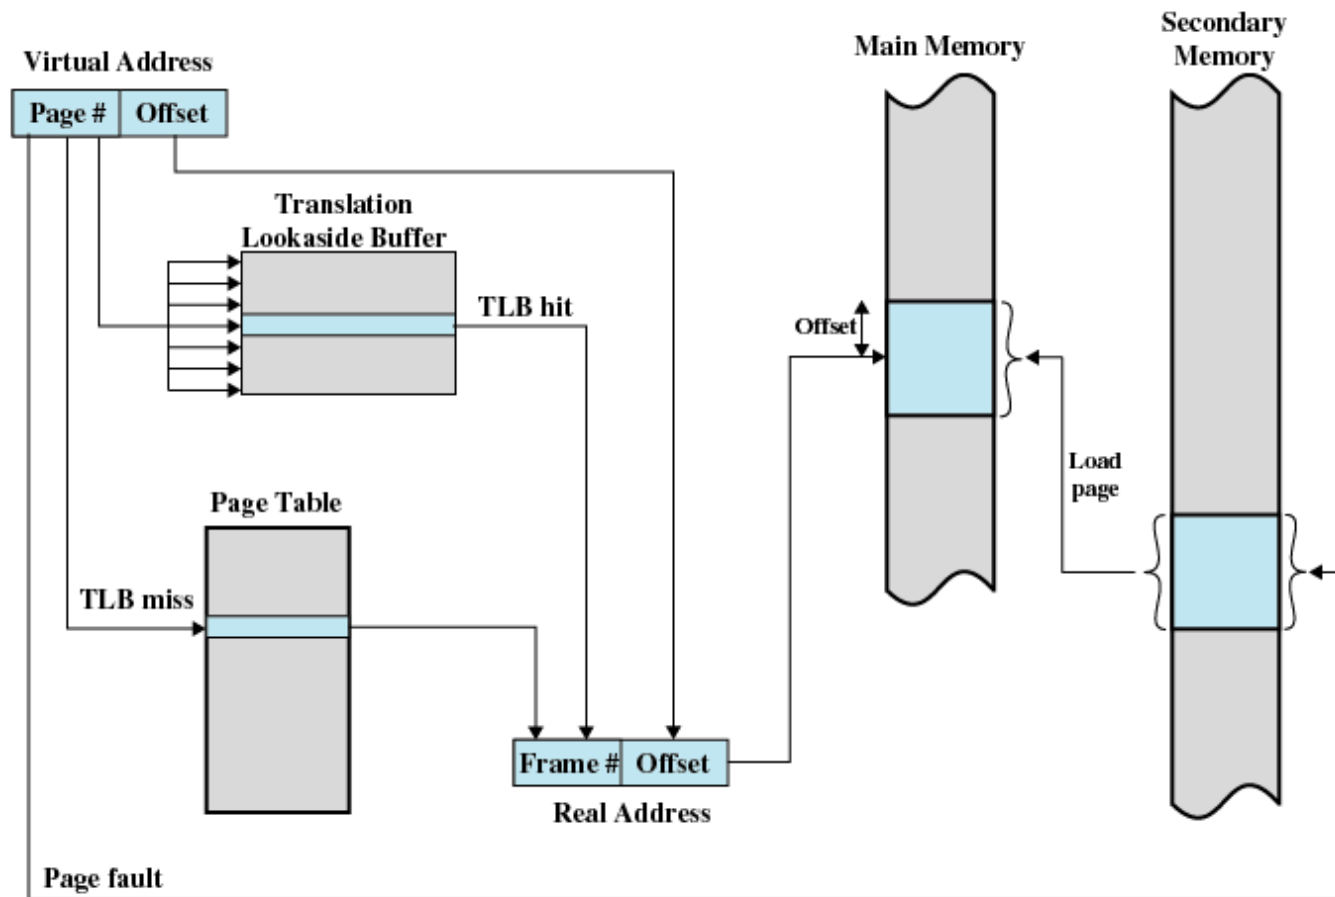 Secondary
Memory
Main Memory
Virtual Address
Page #
Offset
Translation
Lookaside Buffer
TLB hit
Offset
Load
page
Page Table
TLB miss
Frame #
Offset
Real Address
Page fault